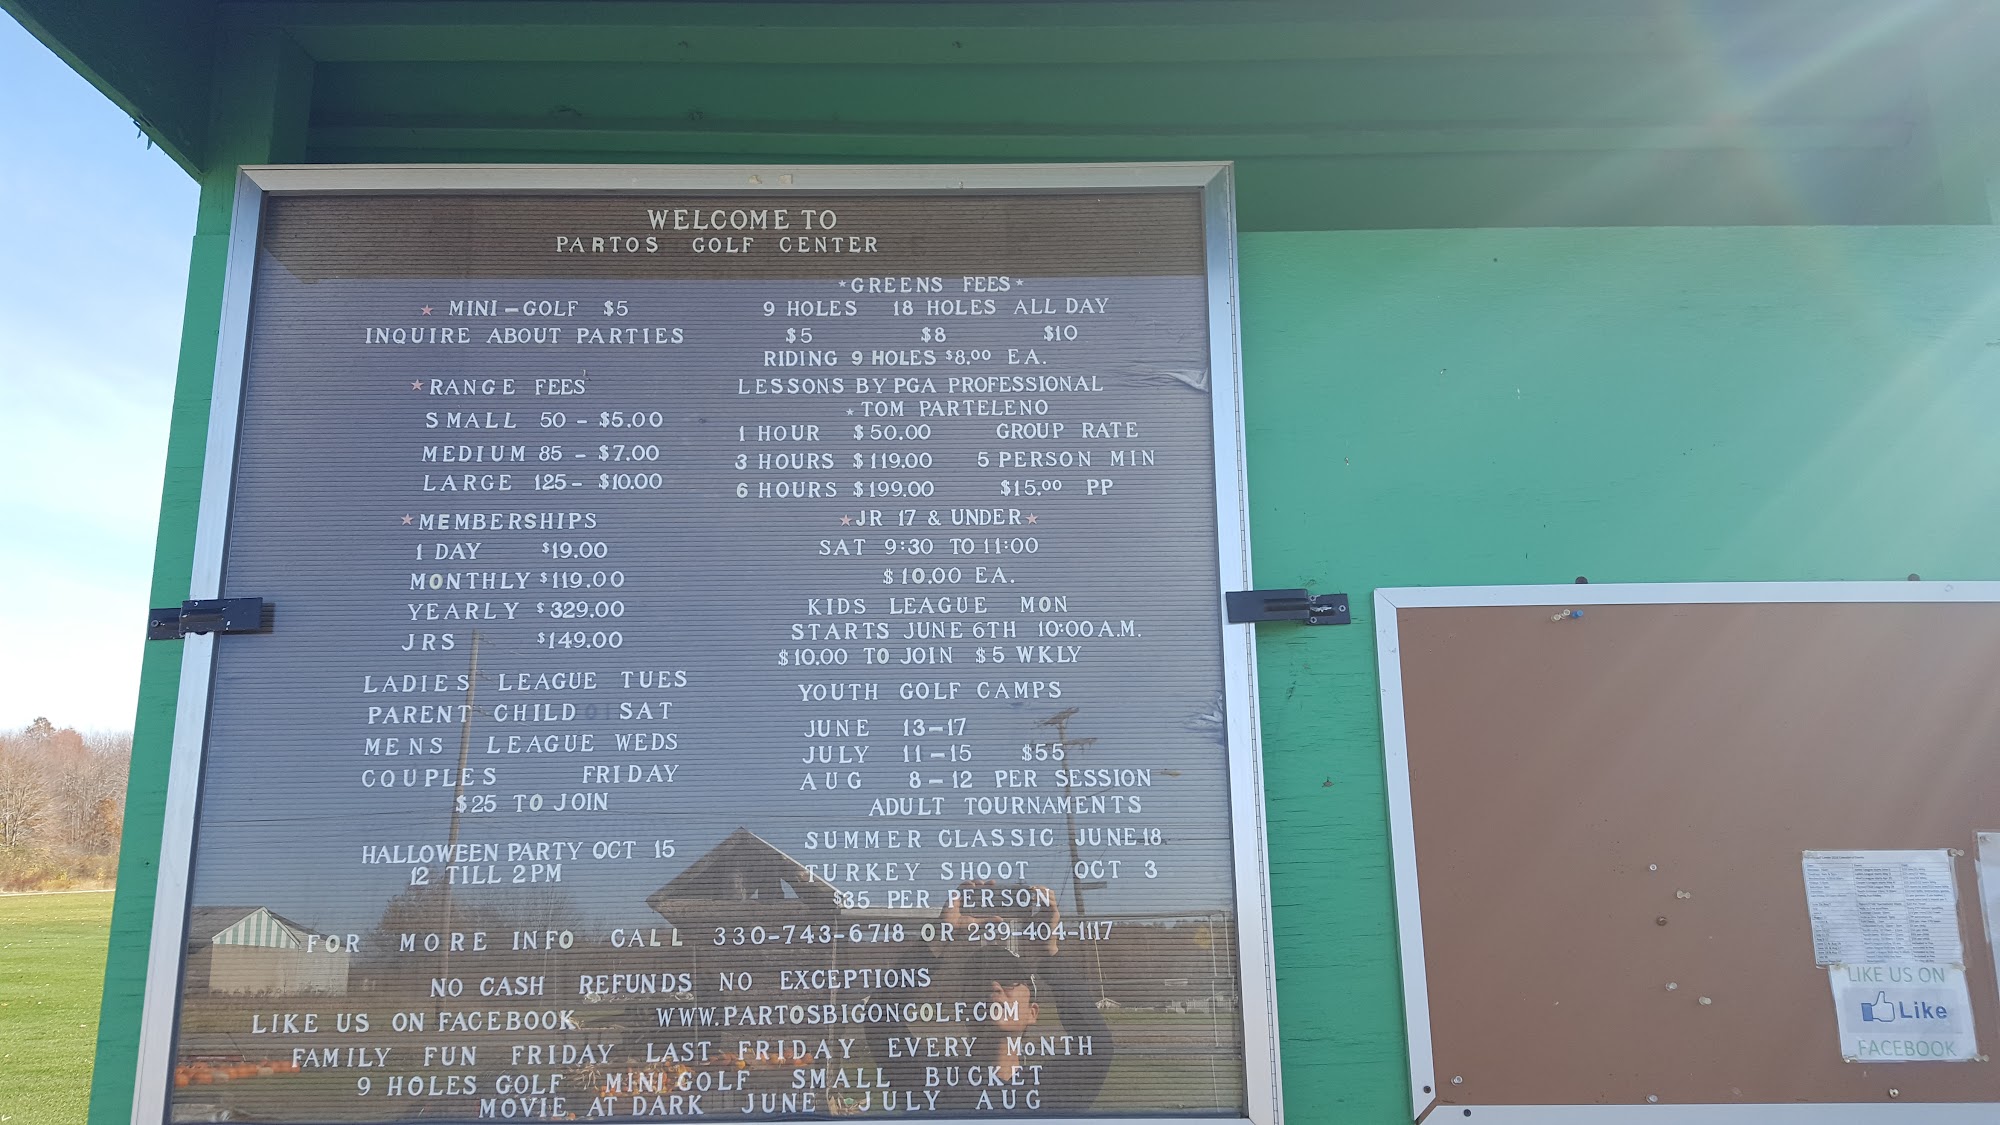 WELCOME TO
PARTOS GOLF CENTER
MINI-GOLF $5
INQUIRE ABOUT PARTIES
*RANGE FEES
SMALL 50 - $5.00
MEDIUM 85 - $7.00
LARGE 125- $10.00
*MEMBERSHIPS
1 DAY $19.00
MONTHLY $119.00
YEARLY $329.00
JRS $149.00
LADIES LEAGUE TUES
PARENT CHILD SAT
MENS LEAGUE WEDS
COUPLES FRIDAY
$25 TO JOIN
HALLOWEEN PARTY OCT 15
12 TILL 2PM
*GREENS FEES*
9 HOLES 18 HOLES ALL DAY
$5 $8 $10
RIDING 9 HOLES $8.00 EA.
LESSONS BY PGA PROFESSIONAL
*TOM PARTELENO
1 HOUR $50.00 GROUP RATE
3 HOURS $119.00 5 PERSON MIN
6 HOURS $199.00 $15.00 PP
*JR 17 & UNDER*
SAT 9:30 TO 11:00
$10.00 EA.
KIDS LEAGUE MON
STARTS JUNE 6TH 10:00A.M.
$10.00 TO JOIN $5 WKLY
YOUTH GOLF CAMPS
JUNE 13-17
JULY 11-15 $55
AUG 8-12 PER SESSION
ADULT TOURNAMENTS
SUMMER CLASSIC JUNE 18
TURKEY SHOOT OCT 3
$35 PER PERSON
FOR MORE INFO CALL 330-743-6718 OR 239-404-1117
NO CASH REFUNDS NO EXCEPTIONS
LIKE US ON FACEBOOK WWW.PARTOSBIGONGOLF.COM
FAMILY FUN FRIDAY LAST FRIDAY EVERY MoNTH
9 HOLES GOLF MINI GOLF SMALL BUCKET
MOVIE AT DARK JUNE JULY AUG
LIKE US ON
Like
FACEBOOK